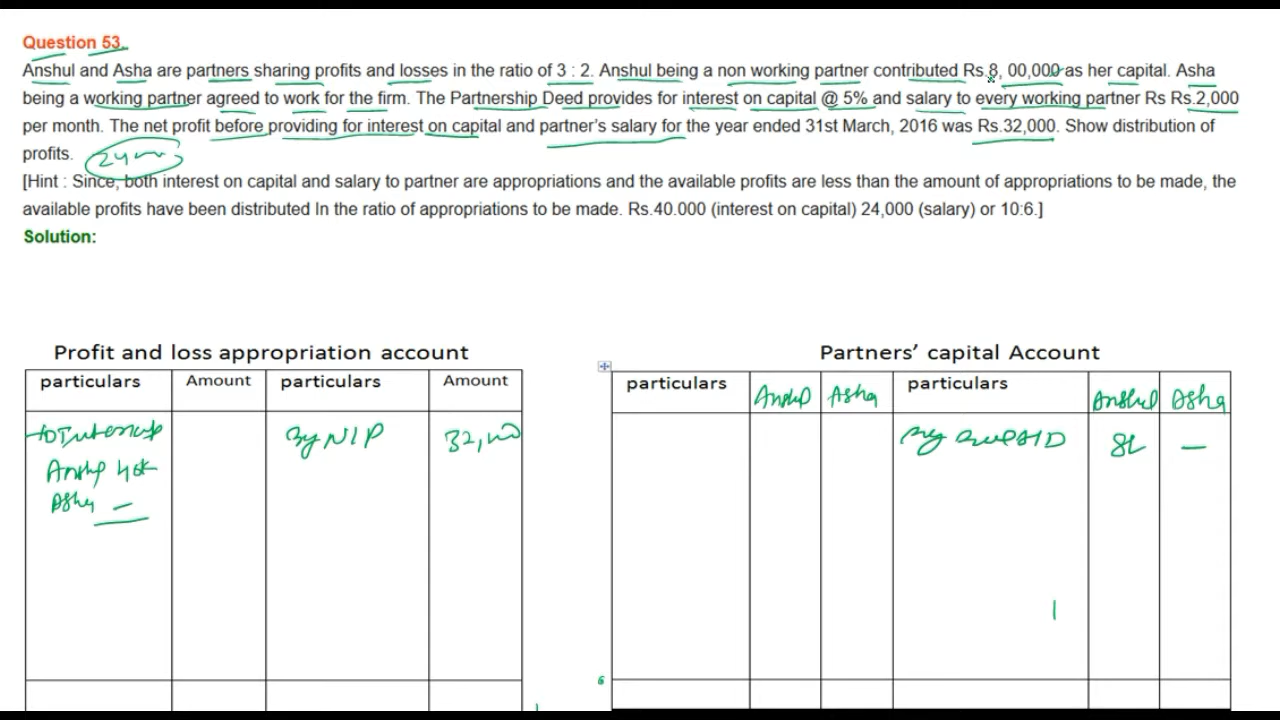 Question 53.
Anshul and Asha are partners sharing profits and losses in the ratio of 3 : 2. Anshul being a non working partner contributed Rs.8, 00,000 as her capital. Asha
being a working partner agreed to work for the firm. The Partnership Deed provides for interest on capital @ 5% and salary to every working partner Rs Rs.2,000
per month. The net profit before providing for interest on capital and partner's salary for the year ended 31st March, 2016 was Rs.32,000. Show distribution of
profits.
[Hint : Since, both interest on capital and salary to partner are appropriations and the available profits are less than the amount of appropriations to be made, the
available profits have been distributed In the ratio of appropriations to be made. Rs.40.000 (interest on capital) 24,000 (salary) or 10:6.]
Solution:
Profit and loss appropriation account
particulars Amount particulars Amount
By N/P 32,000
Anshul
Asha —
Partners' capital Account
particulars Anshul Asha particulars Anshul Asha
By 8L —